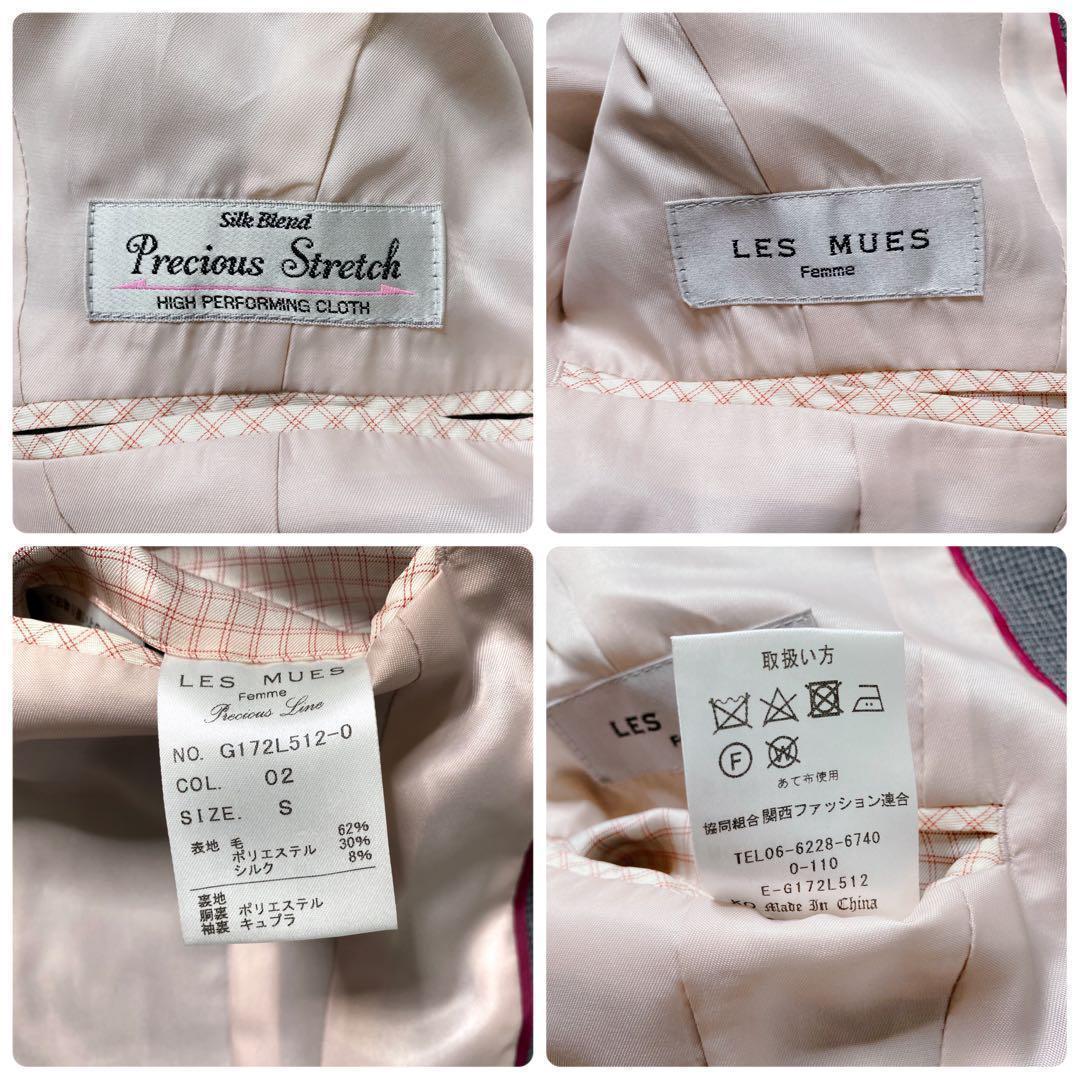 Silk Blend
Precious Stretch
HIGH PERFORMING CLOTH
LES MUES
Femme
LES MUES
Femme
Precious Line
NO. G172L512-0
COL. 02
SIZE. S
表地 毛 62%
ポリエステル 30%
シルク 8%
裏地
胴裏 ポリエステル
袖裏 キュプラ
LES
取扱い方
F W
あて布使用
協同組合関西ファッション連合
TEL06-6228-6740
0-110
E-G172L512
Made In China